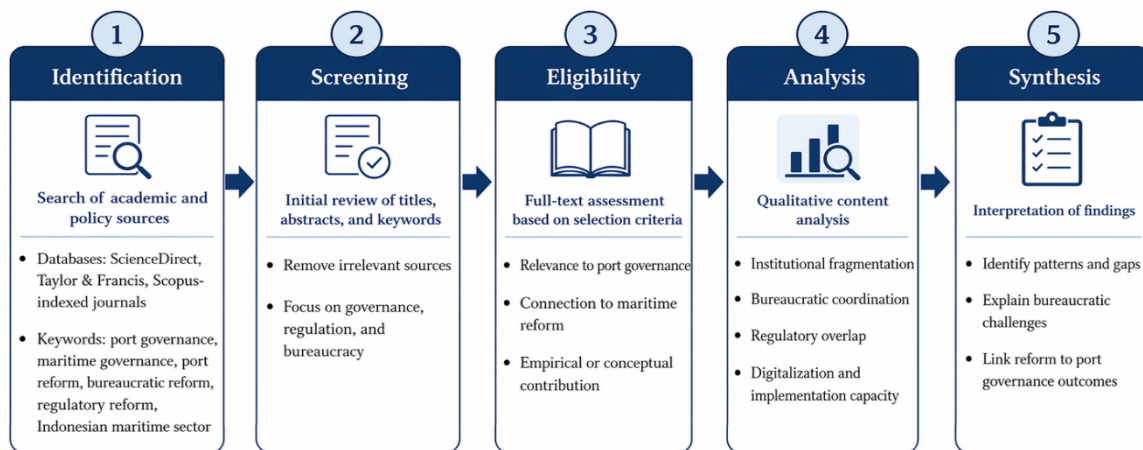 1
Identification
Search of academic and
policy sources
• Databases: ScienceDirect,
Taylor & Francis, Scopus-
indexed journals
• Keywords: port governance,
maritime governance, port
reform, bureaucratic reform,
regulatory reform,
Indonesian maritime sector
2
Screening
Initial review of titles,
abstracts, and keywords
• Remove irrelevant sources
• Focus on governance,
regulation, and
bureaucracy
3
Eligibility
Full-text assessment
based on selection criteria
• Relevance to port governance
• Connection to maritime
reform
• Empirical or conceptual
contribution
4
Analysis
Qualitative content
analysis
• Institutional fragmentation
• Bureaucratic coordination
• Regulatory overlap
• Digitalization and
implementation capacity
5
Synthesis
Interpretation of findings
• Identify patterns and gaps
• Explain bureaucratic
challenges
• Link reform to port
governance outcomes